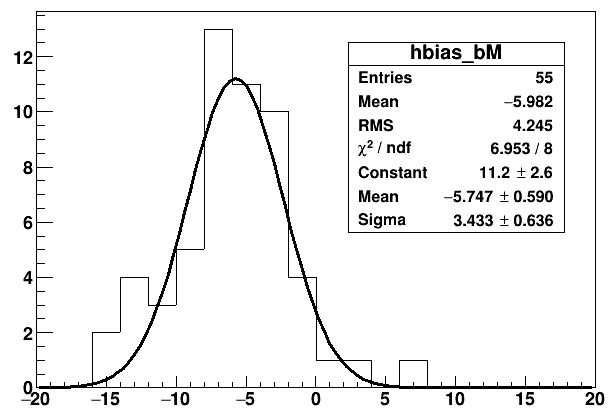 hbias_bM
Entries 55
Mean −5.982
RMS 4.245
χ² / ndf 6.953 / 8
Constant 11.2 ± 2.6
Mean −5.747 ± 0.590
Sigma 3.433 ± 0.636
12
10
8
6
4
2
0
−20 −15 −10 −5 0 5 10 15 20